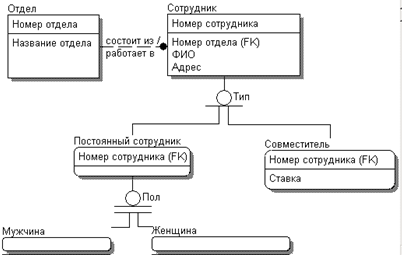 Отдел
Номер отдела
Название отдела
состоит из /
работает в
Сотрудник
Номер сотрудника
Номер отдела (FK)
ФИО
Адрес
Тип
Постоянный сотрудник
Номер сотрудника (FK)
Совместитель
Номер сотрудника (FK)
Ставка
Пол
Мужчина
Женщина